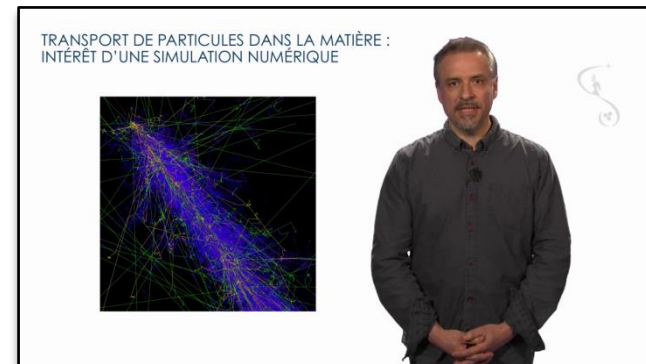 TRANSPORT DE PARTICULES DANS LA MATIÈRE :
INTÉRÊT D'UNE SIMULATION NUMÉRIQUE